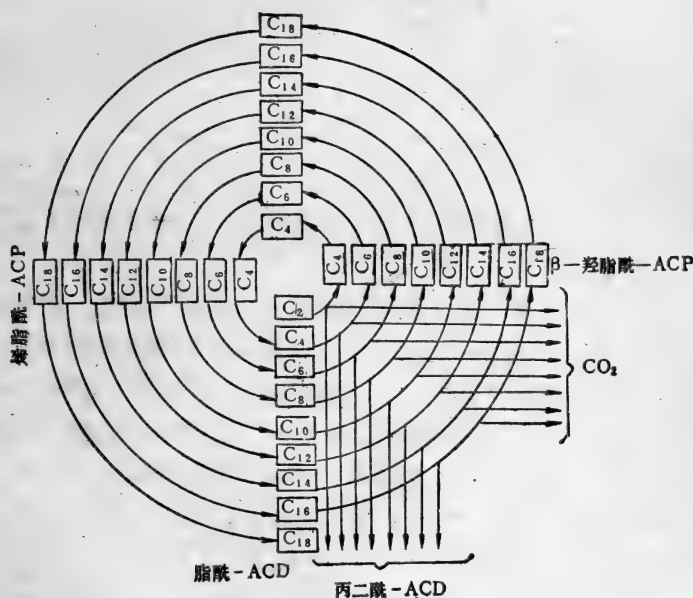 C₁₈
C₁₆
C₁₄
C₁₂
C₁₀
C₈
C₆
C₄
烯脂酰-ACP
C₁₈ C₁₆ C₁₄ C₁₂ C₁₀ C₈ C₆ C₄
C₄ C₆ C₈ C₁₀ C₁₂ C₁₄ C₁₆ C₁₈
β-羟脂酰-ACP
C₂
C₄
C₆
C₈
C₁₀
C₁₂
C₁₄
C₁₆
C₁₈
CO₂
脂酰-ACD
丙二酰-ACD